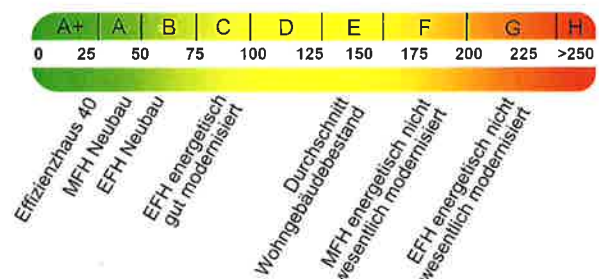 A+ A B C D E F G H
0 25 50 75 100 125 150 175 200 225 >250
Effizienzhaus 40
MFH Neubau
EFH Neubau
EFH energetisch
gut modernisiert
Durchschnitt
Wohngebäudebestand
MFH energetisch nicht
wesentlich modernisiert
EFH energetisch nicht
wesentlich modernisiert